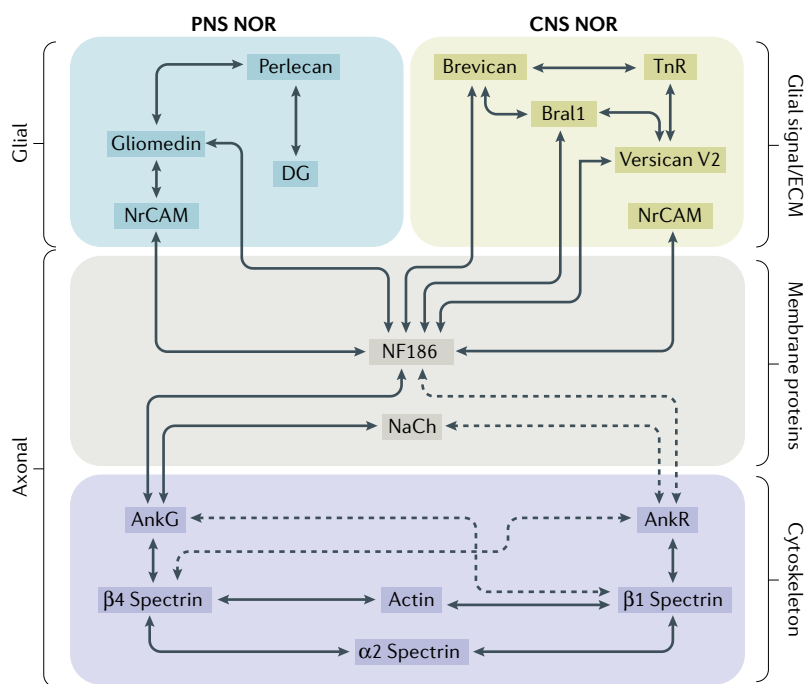 PNS NOR
CNS NOR
Glial
Perlecan
Gliomedin
DG
NrCAM
Brevican
TnR
Bral1
Versican V2
NrCAM
Glial signal/ECM
Axonal
NF186
NaCh
Membrane proteins
AnkG
AnkR
β4 Spectrin
Actin
β1 Spectrin
α2 Spectrin
Cytoskeleton